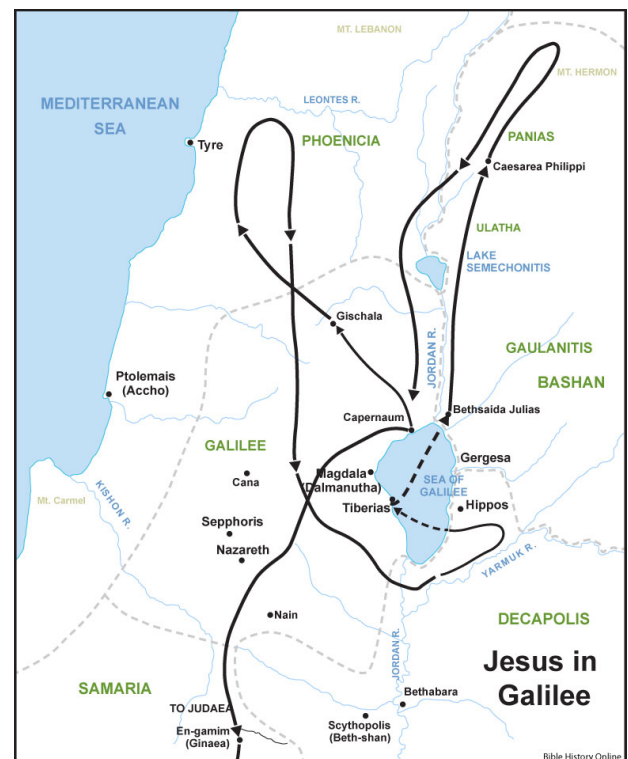 MT. LEBANON
MT. HERMON
MEDITERRANEAN
SEA
LEONTES R.
PHOENICIA
PANIAS
Tyre
Caesarea Philippi
ULATHA
LAKE
SEMECHONITIS
Gischala
JORDAN R.
GAULANITIS
BASHAN
Ptolemais
(Accho)
Capernaum
Bethsaida Julias
GALILEE
Gergesa
Cana
Magdala
(Dalmanutha)
SEA OF
GALILEE
Mt. Carmel
KISHON R.
Tiberias
Hippos
Sepphoris
Nazareth
YARMUK R.
Nain
DECAPOLIS
JORDAN R.
Jesus in
Galilee
SAMARIA
TO JUDAEA
Bethabara
En-gamim
(Ginaea)
Scythopolis
(Beth-shan)
Bible History Online